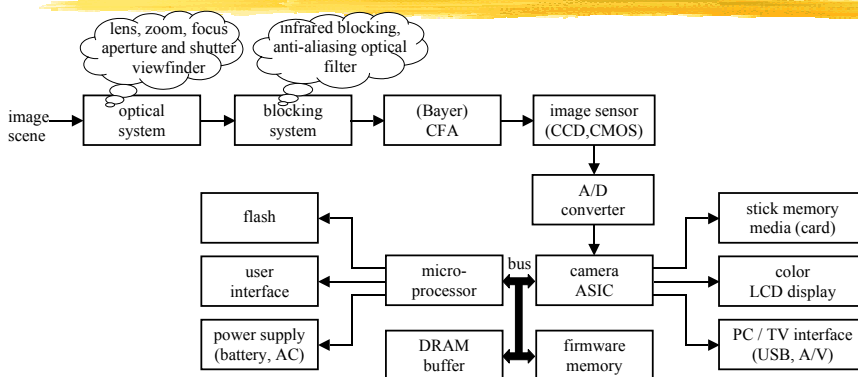 lens, zoom, focus
aperture and shutter
viewfinder
infrared blocking,
anti-aliasing optical
filter
image
scene
optical
system
blocking
system
(Bayer)
CFA
image sensor
(CCD,CMOS)
A/D
converter
flash
stick memory
media (card)
user
interface
micro-
processor
bus
camera
ASIC
color
LCD display
power supply
(battery, AC)
DRAM
buffer
firmware
memory
PC / TV interface
(USB, A/V)